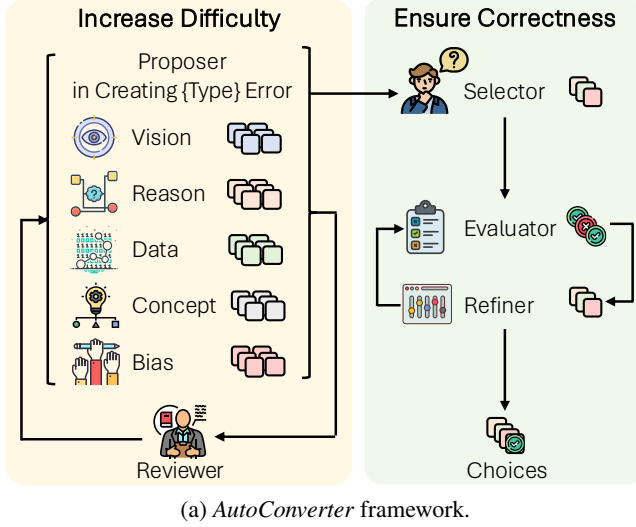 Increase Difficulty
Proposer
in Creating {Type} Error
Vision
Reason
Data
Concept
Bias
Reviewer
Ensure Correctness
Selector
Evaluator
Refiner
Choices
(a) AutoConverter framework.